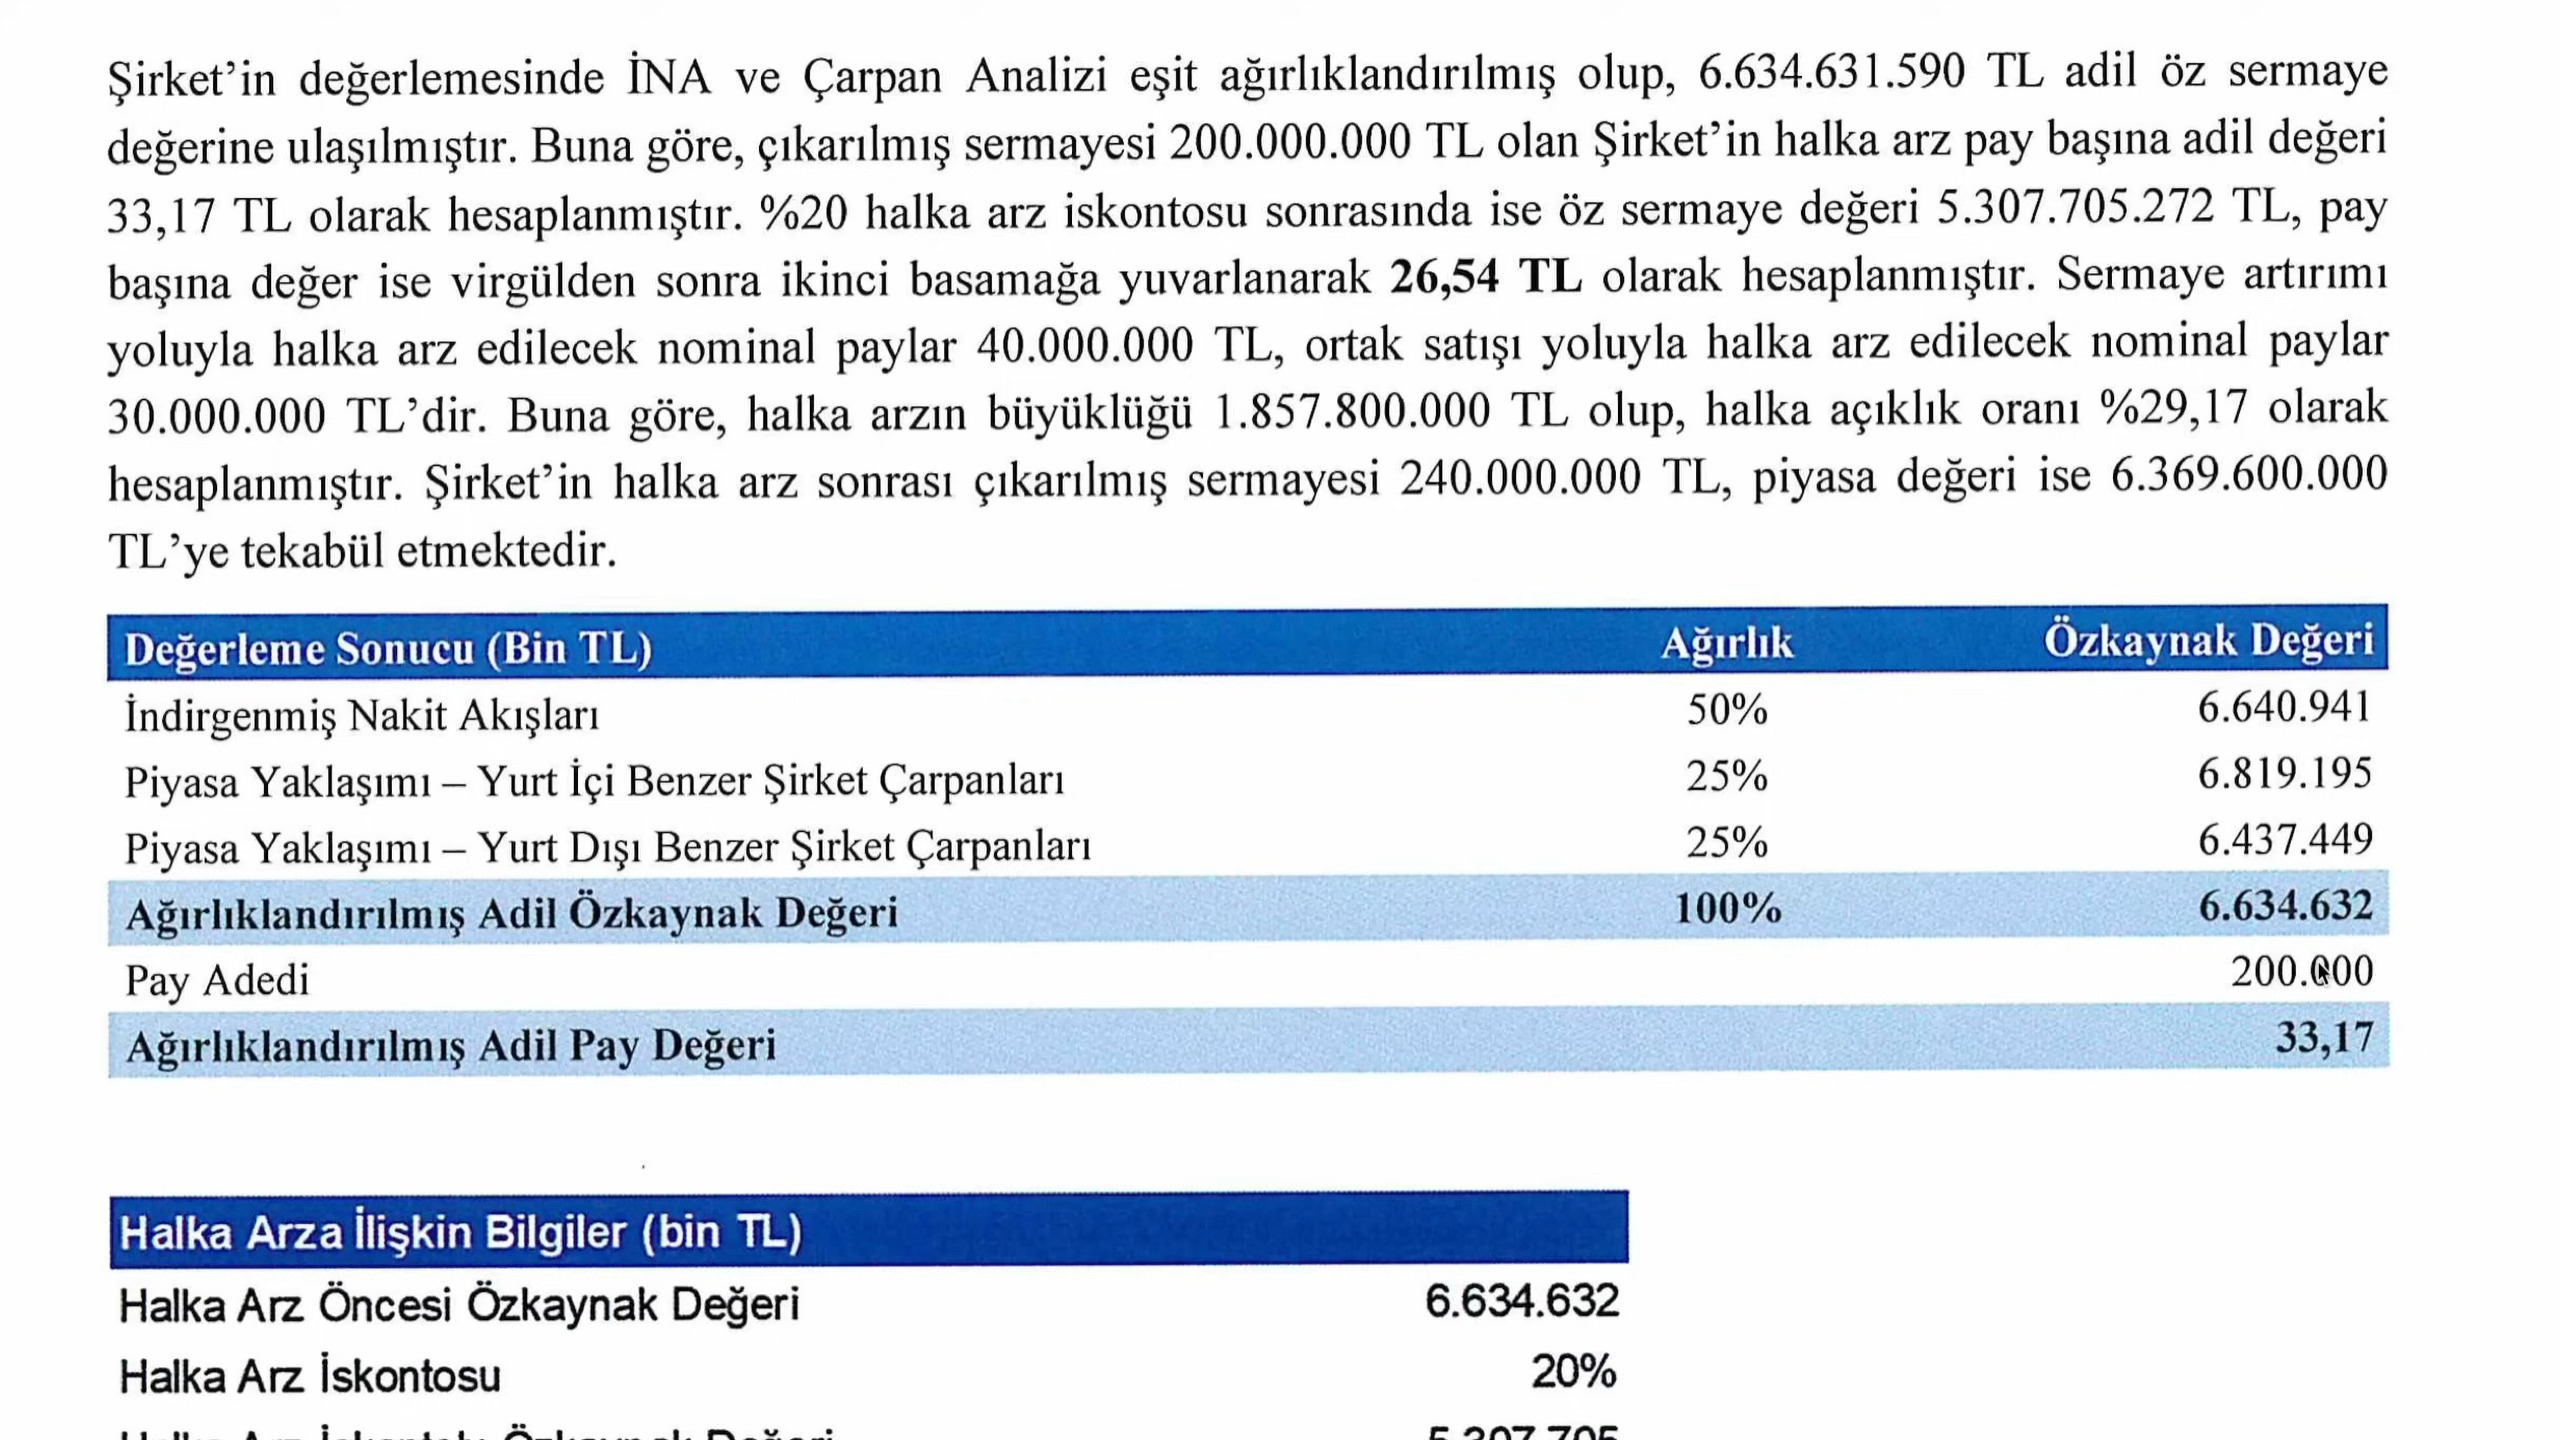 Şirket’in değerlemesinde İNA ve Çarpan Analizi eşit ağırlıklandırılmış olup, 6.634.631.590 TL adil öz sermaye
değerine ulaşılmıştır. Buna göre, çıkarılmış sermayesi 200.000.000 TL olan Şirket’in halka arz pay başına adil değeri
33,17 TL olarak hesaplanmıştır. %20 halka arz iskontosu sonrasında ise öz sermaye değeri 5.307.705.272 TL, pay
başına değer ise virgülden sonra ikinci basamağa yuvarlanarak 26,54 TL olarak hesaplanmıştır. Sermaye artırımı
yoluyla halka arz edilecek nominal paylar 40.000.000 TL, ortak satışı yoluyla halka arz edilecek nominal paylar
30.000.000 TL’dir. Buna göre, halka arzın büyüklüğü 1.857.800.000 TL olup, halka açıklık oranı %29,17 olarak
hesaplanmıştır. Şirket’in halka arz sonrası çıkarılmış sermayesi 240.000.000 TL, piyasa değeri ise 6.369.600.000
TL’ye tekabül etmektedir.
Değerleme Sonucu (Bin TL) Ağırlık Özkaynak Değeri
İndirgenmiş Nakit Akışları 50% 6.640.941
Piyasa Yaklaşımı – Yurt İçi Benzer Şirket Çarpanları 25% 6.819.195
Piyasa Yaklaşımı – Yurt Dışı Benzer Şirket Çarpanları 25% 6.437.449
Ağırlıklandırılmış Adil Özkaynak Değeri 100% 6.634.632
Pay Adedi 200.000
Ağırlıklandırılmış Adil Pay Değeri 33,17
Halka Arza İlişkin Bilgiler (bin TL)
Halka Arz Öncesi Özkaynak Değeri 6.634.632
Halka Arz İskontosu 20%